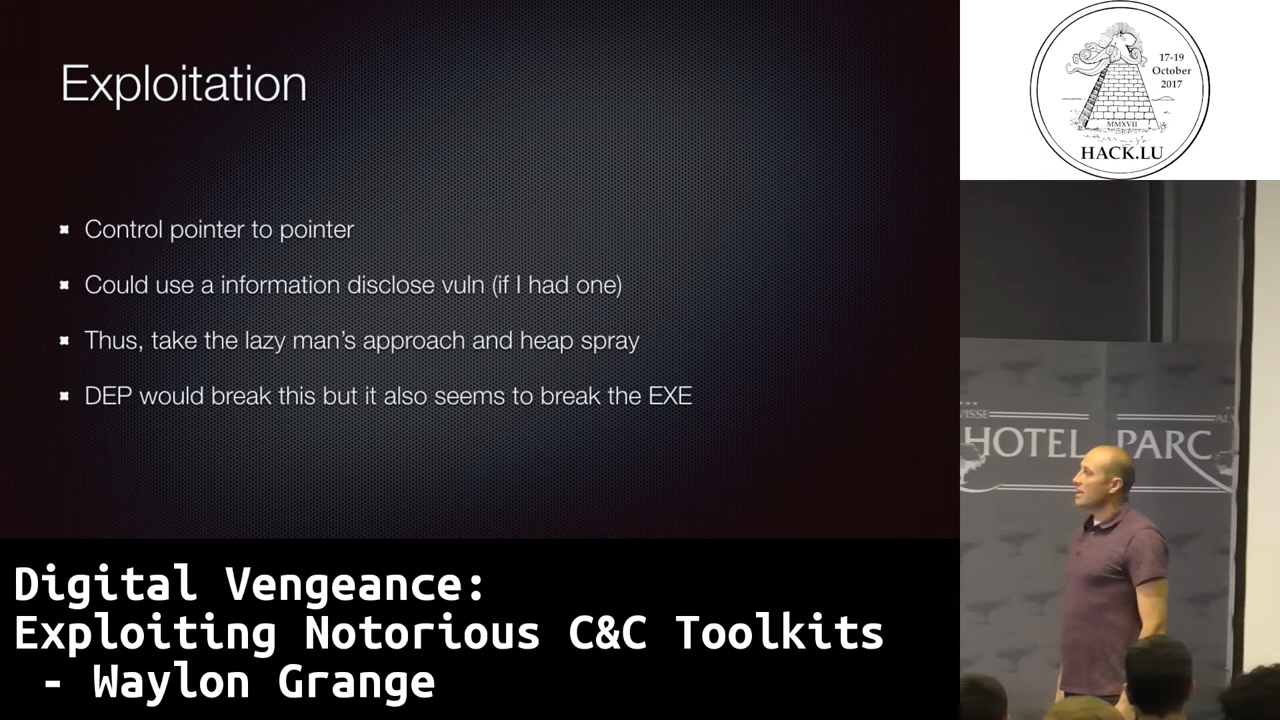 Exploitation
Control pointer to pointer
Could use a information disclose vuln (if I had one)
Thus, take the lazy man's approach and heap spray
DEP would break this but it also seems to break the EXE
17-19
October
2017
MMXVII
HACK.LU
HOTEL PARC
Digital Vengeance:
Exploiting Notorious C&C Toolkits
- Waylon Grange